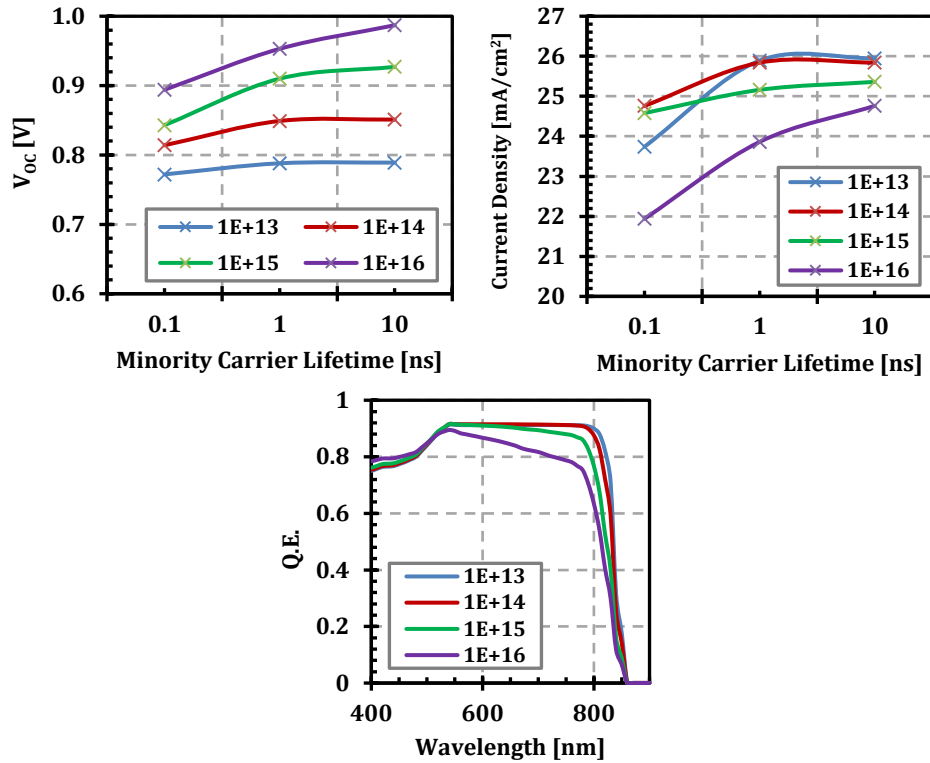 1.0
0.9
0.8
0.7
0.6
V_OC [V]
0.1 1 10
Minority Carrier Lifetime [ns]
1E+13 1E+14
1E+15 1E+16
27
26
25
24
23
22
21
20
Current Density [mA/cm²]
0.1 1 10
Minority Carrier Lifetime [ns]
1E+13
1E+14
1E+15
1E+16
1
0.8
0.6
0.4
0.2
0
Q.E.
400 600 800
Wavelength [nm]
1E+13
1E+14
1E+15
1E+16